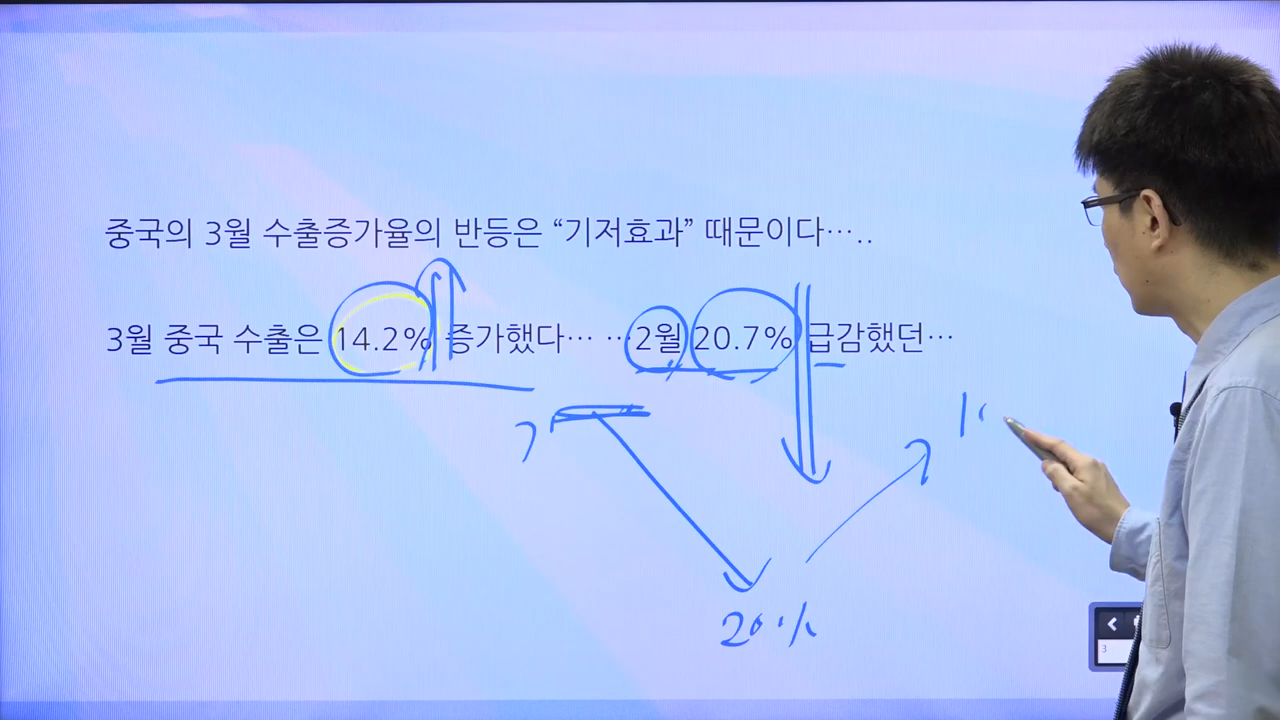 중국의 3월 수출증가율의 반등은 “기저효과” 때문이다…..
3월 중국 수출은 14.2% 증가했다… …2월 20.7% 급감했던…
20%
3